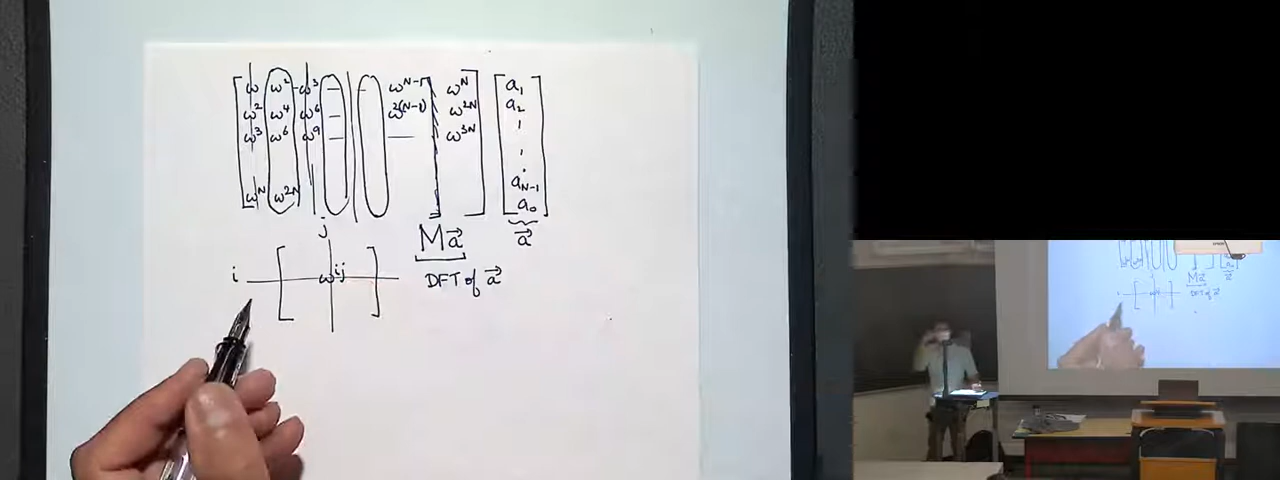 ω ω² ω³ – – ω^{N-1} ω^N a₁
ω² ω⁴ ω⁶ – ω^{2(N-1)} ω^{2N} a₂
ω³ ω⁶ ω⁹ — — ω^{3N} ⋮
ω^N ω^{2N} a_{N-1}
a₀
j M a⃗ a⃗
i ω^{ij} DFT of a⃗